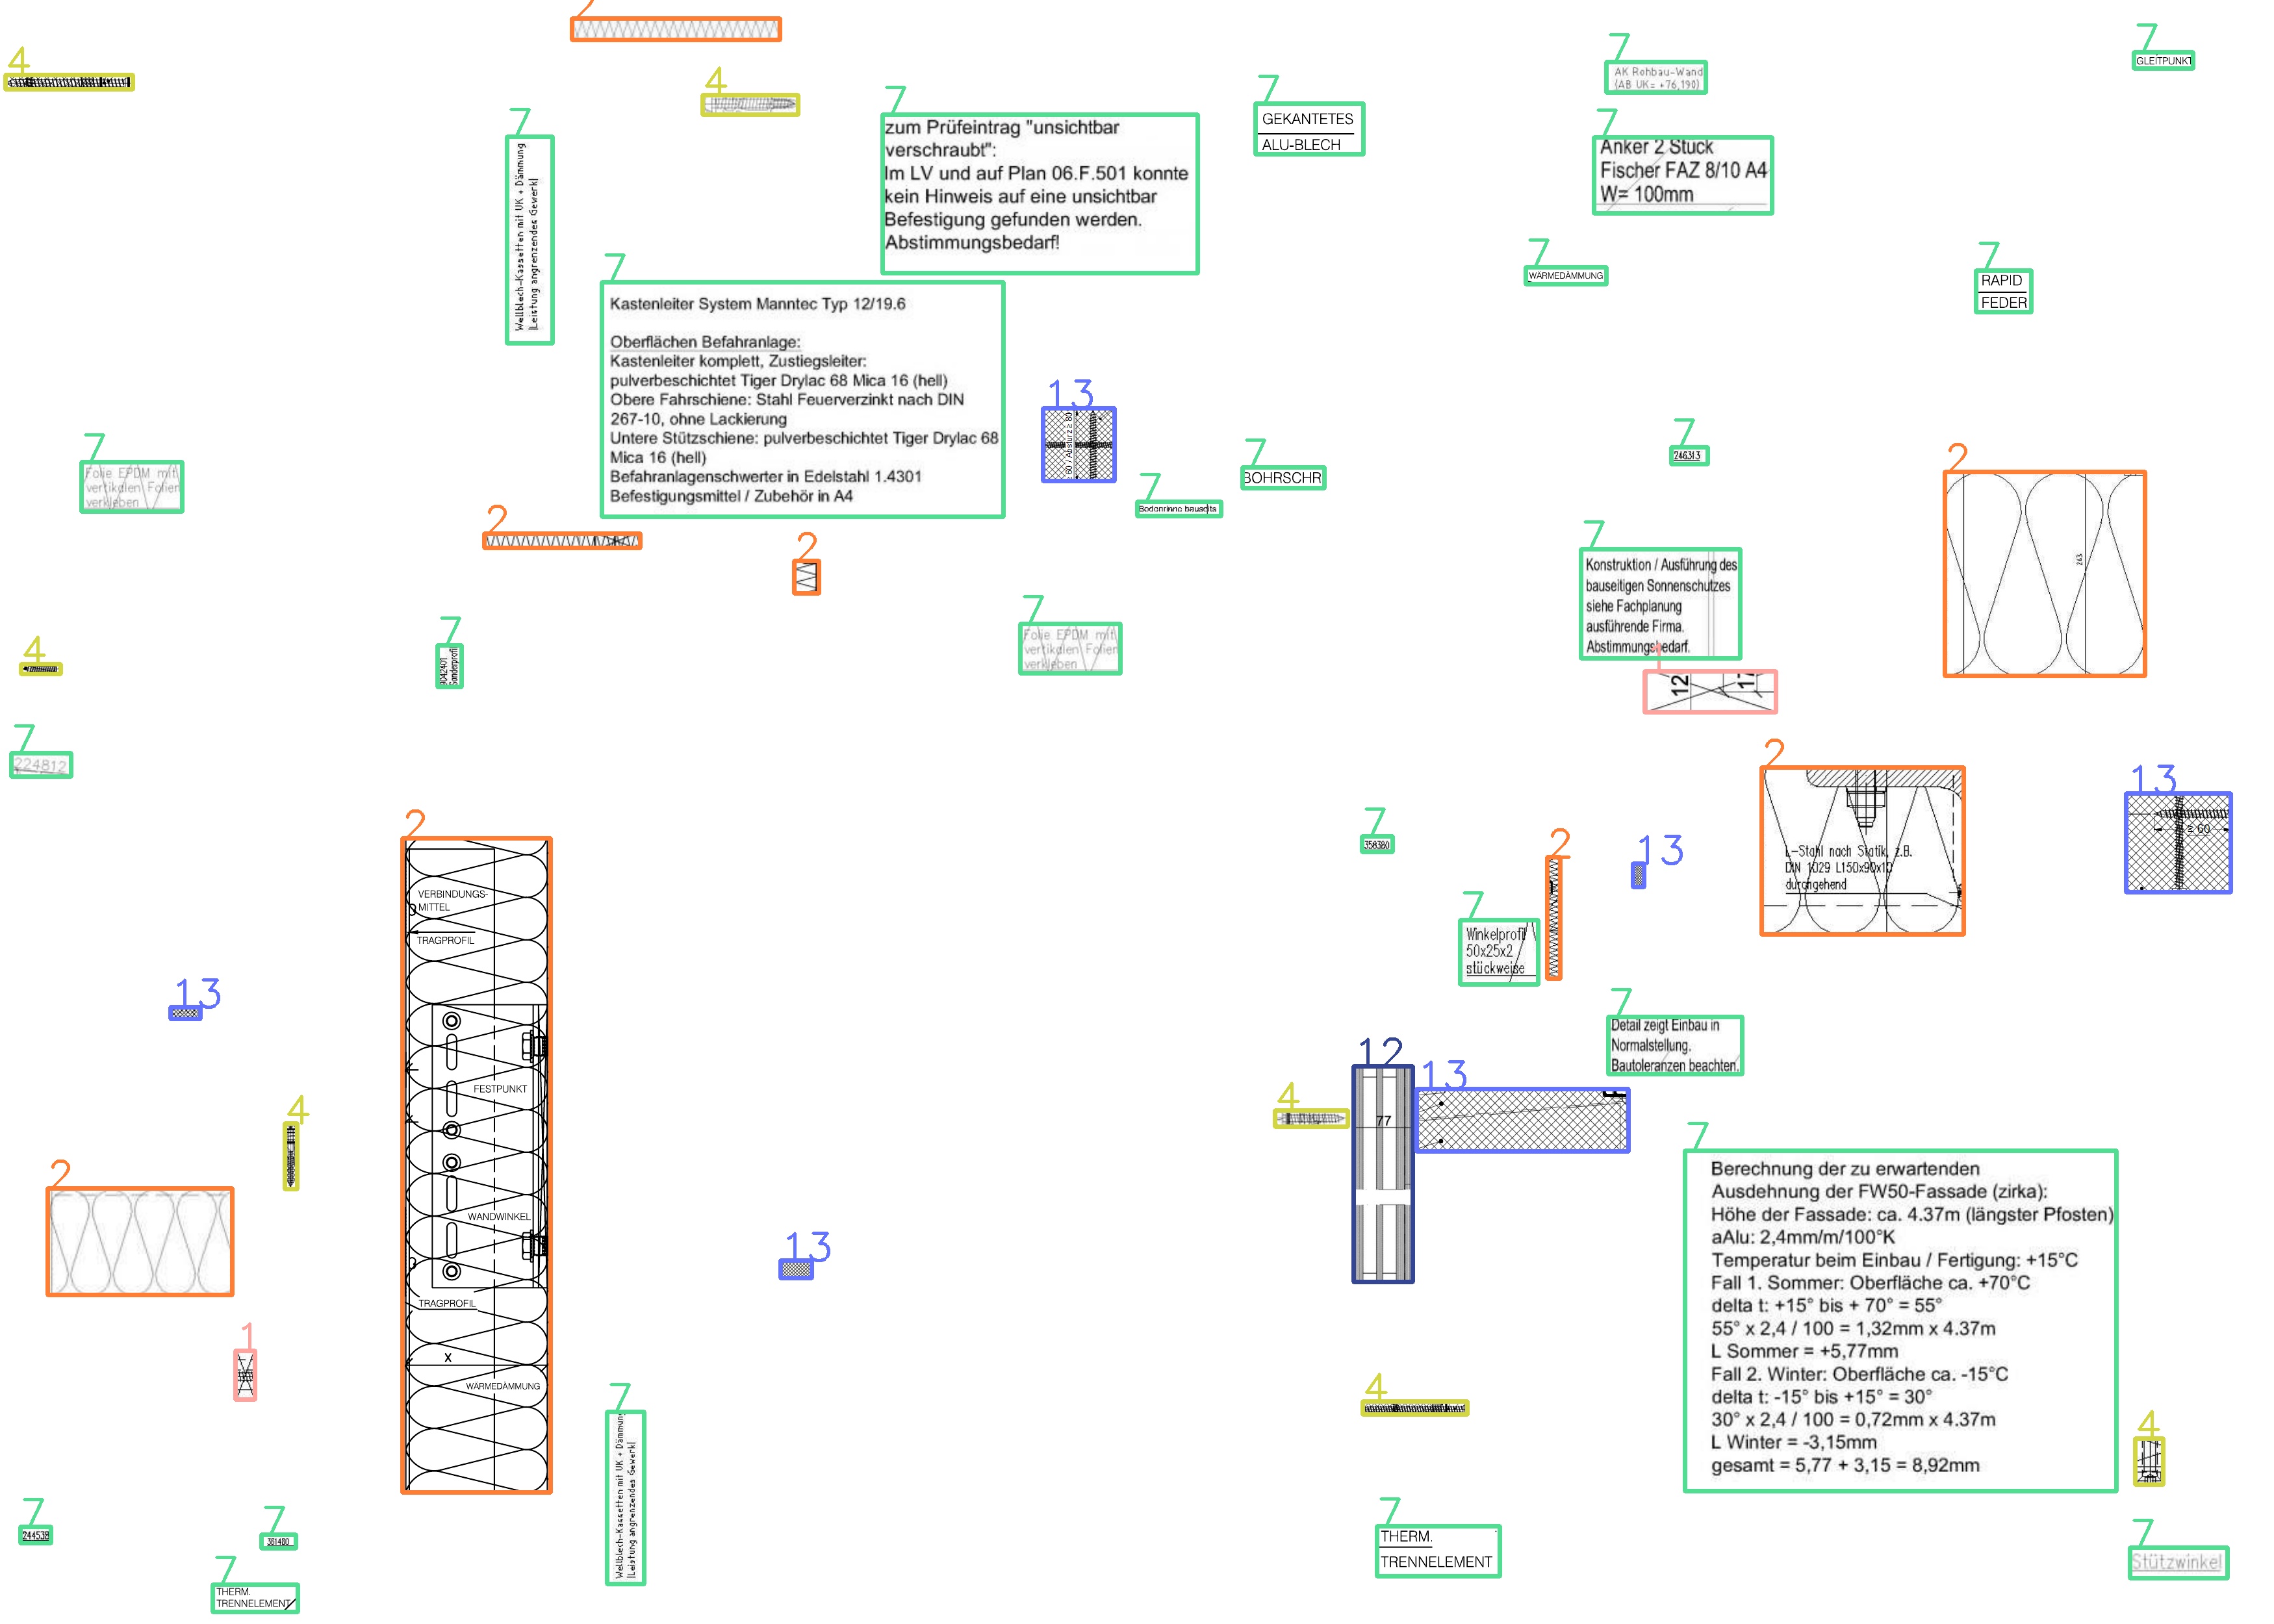 2
4
4
7
GLEITPUNKT
7
AK Rohbau-Wand
(AB UK= +76,190)
7
GEKANTETES
ALU-BLECH
7
zum Prüfeintrag "unsichtbar
verschraubt":
Im LV und auf Plan 06.F.501 konnte
kein Hinweis auf eine unsichtbar
Befestigung gefunden werden.
Abstimmungsbedarf!
7
Wellblech-Kassetten mit UK + Dämmung
(Leistung angrenzendes Gewerk)
7
Anker 2 Stück
Fischer FAZ 8/10 A4
W= 100mm
7
WÄRMEDÄMMUNG
7
RAPID
FEDER
7
Kastenleiter System Manntec Typ 12/19.6
Oberflächen Befahranlage:
Kastenleiter komplett, Zustiegsleiter:
pulverbeschichtet Tiger Drylac 68 Mica 16 (hell)
Obere Fahrschiene: Stahl Feuerverzinkt nach DIN
267-10, ohne Lackierung
Untere Stützschiene: pulverbeschichtet Tiger Drylac 68
Mica 16 (hell)
Befahranlagenschwerter in Edelstahl 1.4301
Befestigungsmittel / Zubehör in A4
13
7
Folie EPDM mit
vertikalen Folien
verkleben
7
BOHRSCHR
7
Bodenrinne bauseits
7
246313
2
263
2
2
7
Konstruktion / Ausführung des
bauseitigen Sonnenschutzes
siehe Fachplanung
ausführende Firma.
Abstimmungsbedarf.
7
Folie EPDM mit
vertikalen Folien
verkleben
7
Sonderprofil
4
1
12
7
224812
2
L-Stahl nach Statik, z.B.
DIN 1029 L150x90x10
durchgehend
13
≥ 60
7
358380
2
13
2
VERBINDUNGS-
MITTEL
TRAGPROFIL
FESTPUNKT
WANDWINKEL
TRAGPROFIL
X
WÄRMEDÄMMUNG
7
Winkelprofil
50x25x2
stückweise
13
7
Detail zeigt Einbau in
Normalstellung.
Bautoleranzen beachten.
12
77
13
4
4
7
Berechnung der zu erwartenden
Ausdehnung der FW50-Fassade (zirka):
Höhe der Fassade: ca. 4.37m (längster Pfosten)
aAlu: 2,4mm/m/100°K
Temperatur beim Einbau / Fertigung: +15°C
Fall 1. Sommer: Oberfläche ca. +70°C
delta t: +15° bis + 70° = 55°
55° x 2,4 / 100 = 1,32mm x 4.37m
L Sommer = +5,77mm
Fall 2. Winter: Oberfläche ca. -15°C
delta t: -15° bis +15° = 30°
30° x 2,4 / 100 = 0,72mm x 4.37m
L Winter = -3,15mm
gesamt = 5,77 + 3,15 = 8,92mm
2
13
1
4
7
Wellblech-Kassetten mit UK + Dämmung
(Leistung angrenzendes Gewerk)
4
7
244538
7
381480
7
THERM.
TRENNELEMENT
7
THERM.
TRENNELEMENT
7
Stützwinkel